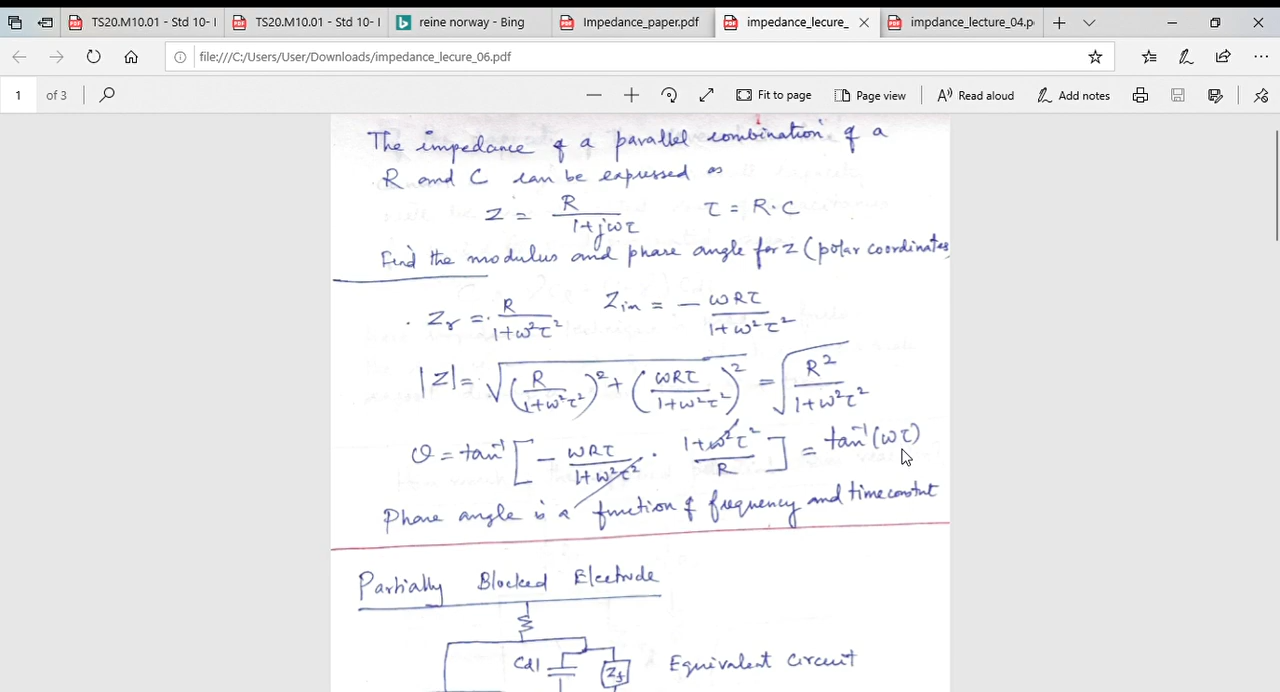 TS20.M10.01 - Std 10- I
TS20.M10.01 - Std 10- I
reine norway - Bing
Impedance_paper.pdf
impedance_lecure_
impdance_lecture_04.p
file:///C:/Users/User/Downloads/impedance_lecure_06.pdf
1 of 3
Fit to page
Page view
Read aloud
Add notes
The impedance of a parallel combination of a
R and C can be expressed as
Z = R / 1+jωτ    τ = R·C
Find the modulus and phase angle for Z (polar coordinates
Zr = R / 1+ω²τ²    Zim = − ωRτ / 1+ω²τ²
|Z| = √((R / 1+ω²τ²)² + (ωRτ / 1+ω²τ²)²) = √(R² / 1+ω²τ²)
θ = tan⁻¹ [− ωRτ / 1+ω²τ² · 1+ω²τ² / R] = tan⁻¹(ωτ)
Phase angle is a function of frequency and time constnt
Partially Blocked Electrode
Cdl
Zf
Equivalent Circuit